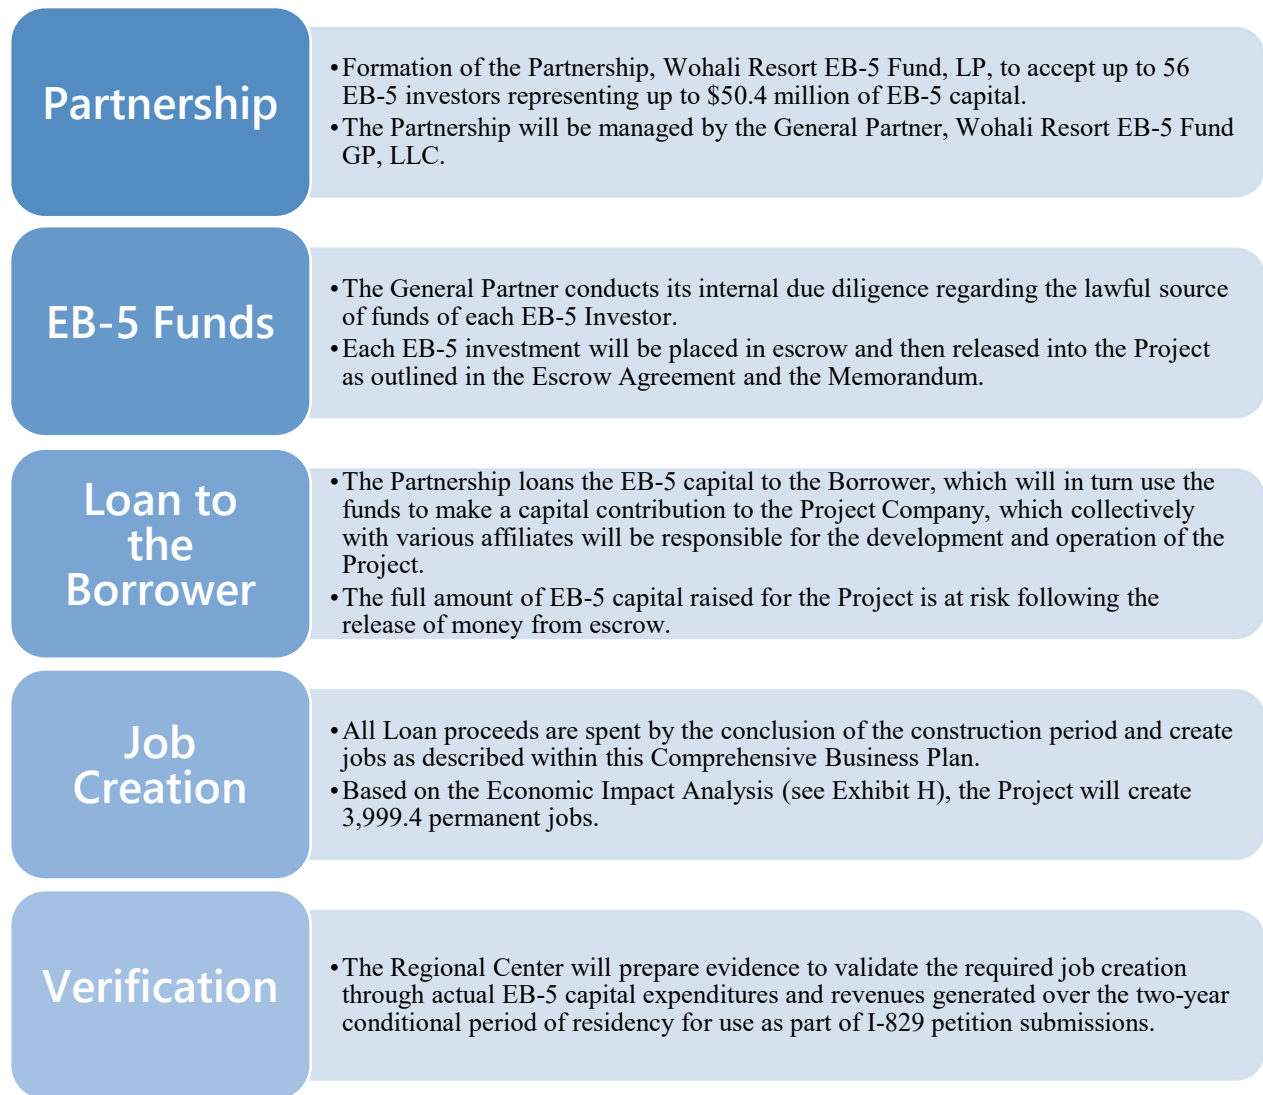 Partnership
•Formation of the Partnership, Wohali Resort EB-5 Fund, LP, to accept up to 56
EB-5 investors representing up to $50.4 million of EB-5 capital.
•The Partnership will be managed by the General Partner, Wohali Resort EB-5 Fund
GP, LLC.
EB-5 Funds
•The General Partner conducts its internal due diligence regarding the lawful source
of funds of each EB-5 Investor.
•Each EB-5 investment will be placed in escrow and then released into the Project
as outlined in the Escrow Agreement and the Memorandum.
Loan to
the
Borrower
•The Partnership loans the EB-5 capital to the Borrower, which will in turn use the
funds to make a capital contribution to the Project Company, which collectively
with various affiliates will be responsible for the development and operation of the
Project.
•The full amount of EB-5 capital raised for the Project is at risk following the
release of money from escrow.
Job
Creation
•All Loan proceeds are spent by the conclusion of the construction period and create
jobs as described within this Comprehensive Business Plan.
•Based on the Economic Impact Analysis (see Exhibit H), the Project will create
3,999.4 permanent jobs.
Verification
•The Regional Center will prepare evidence to validate the required job creation
through actual EB-5 capital expenditures and revenues generated over the two-year
conditional period of residency for use as part of I-829 petition submissions.